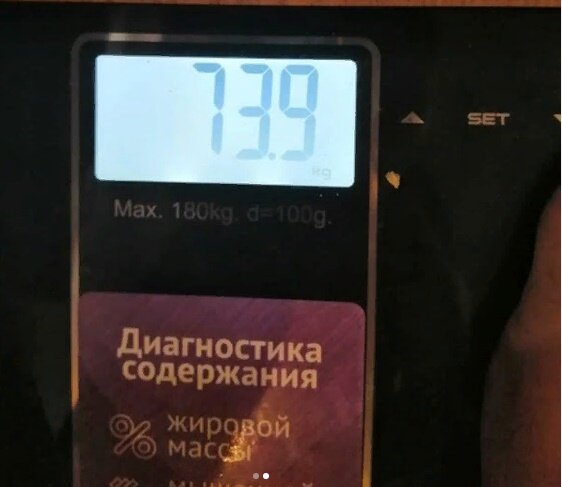 73.9
kg
SET
Max. 180kg. d=100g.
Диагностика
содержания
% жировой
массы